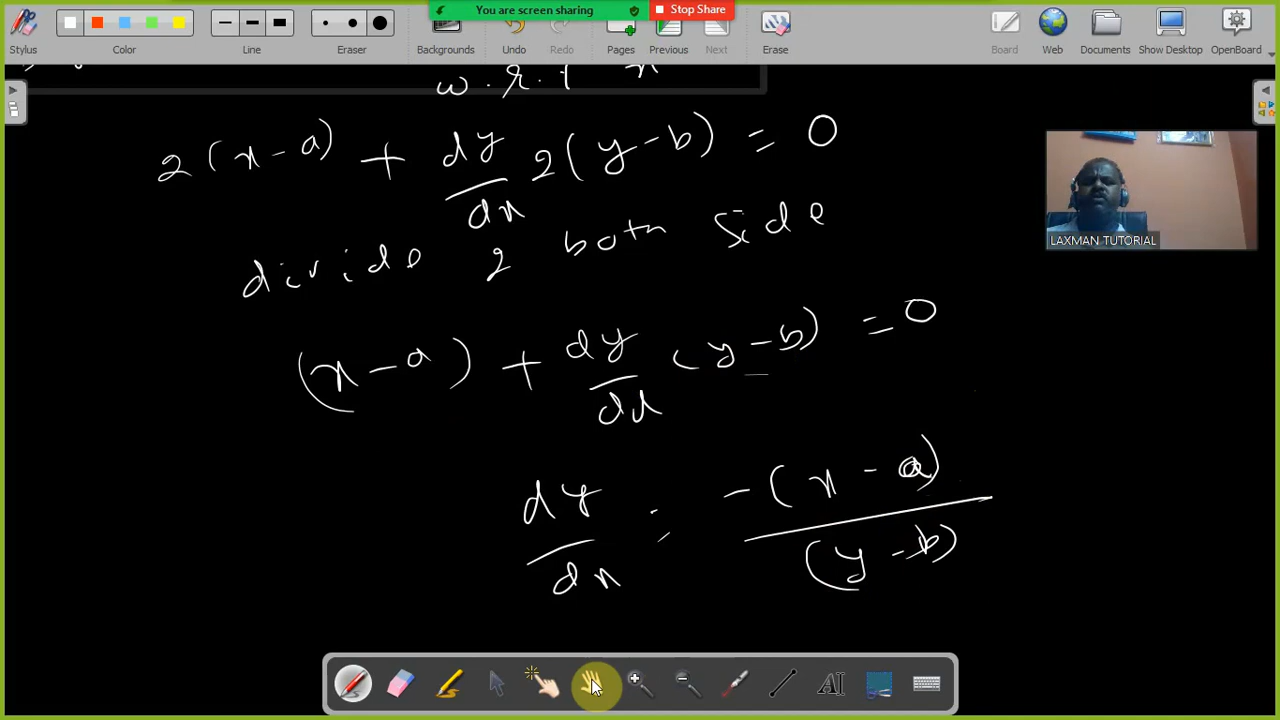 You are screen sharing Stop Share
Stylus Color Line Eraser Backgrounds Undo Redo Pages Previous Next Erase Board Web Documents Show Desktop OpenBoard
w.r.t x
2(x-a) + dy/dx 2(y-b) = 0
divide 2 both side
(x-a) + dy/dx (y-b) = 0
dy/dx = -(x-a)/(y-b)
LAXMAN TUTORIAL